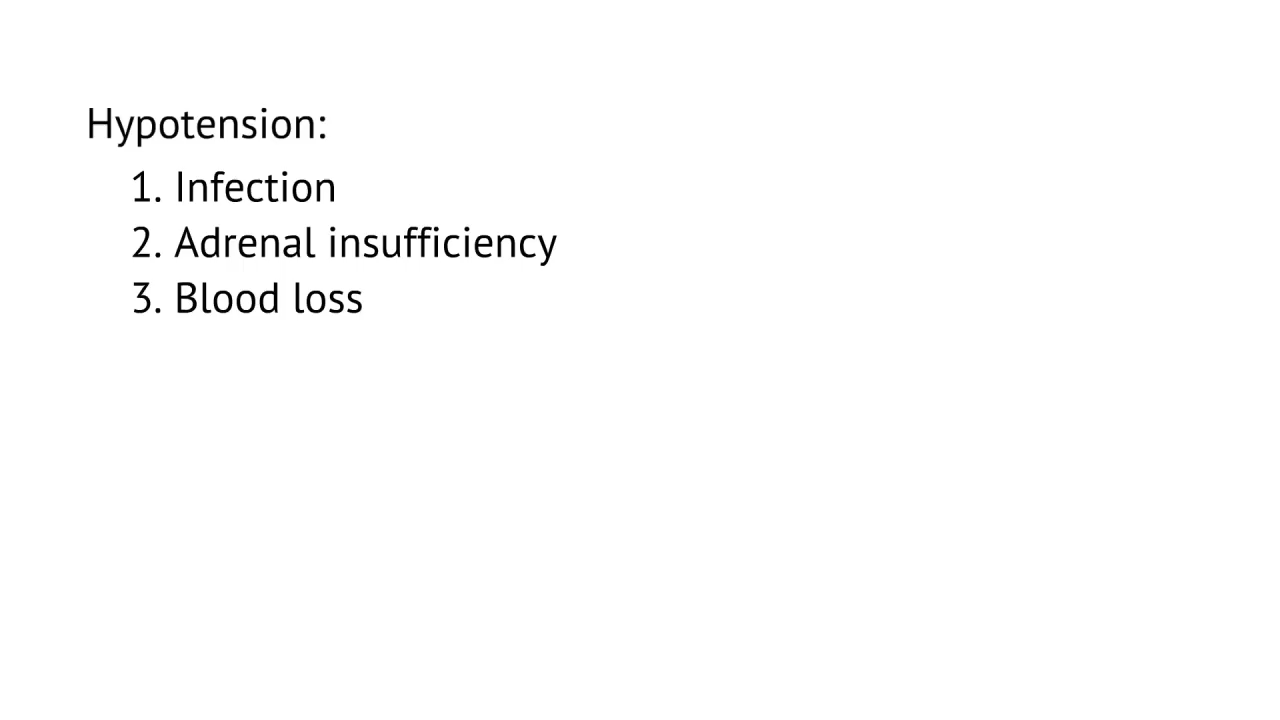 Hypotension:
1. Infection
2. Adrenal insufficiency
3. Blood loss